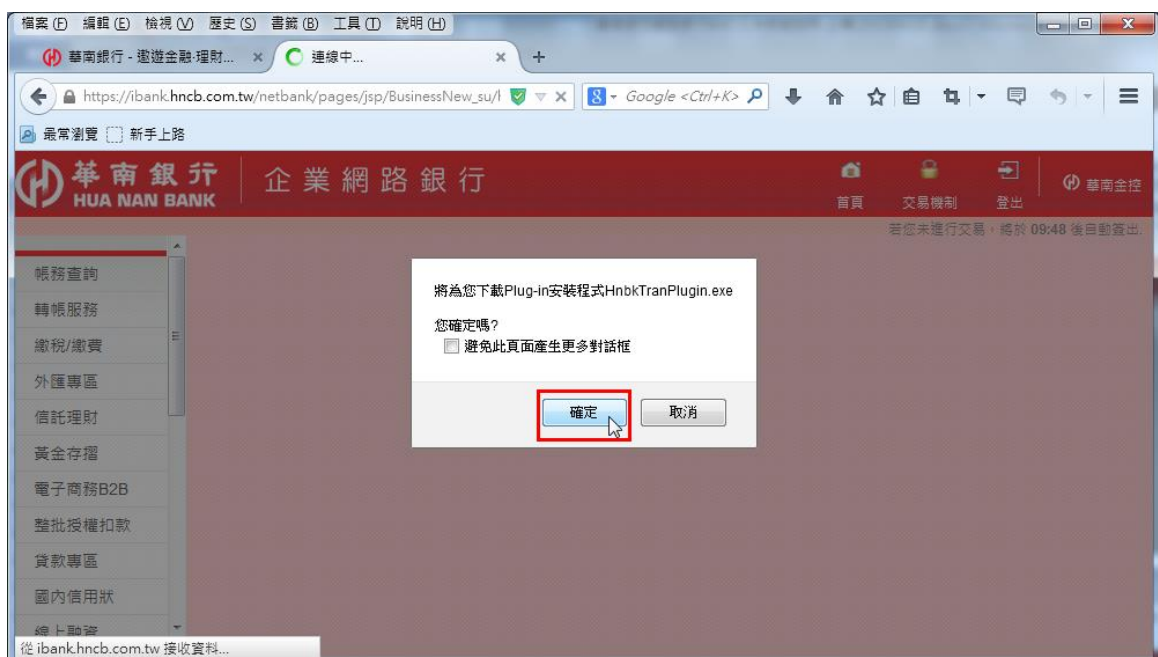 檔案(F) 編輯(E) 檢視(V) 歷史(S) 書籤(B) 工具(T) 說明(H)
華南銀行 - 遨遊金融‧理財... × 連線中... × +
https://ibank.hncb.com.tw/netbank/pages/jsp/BusinessNew_su/ Google <Ctrl+K>
最常瀏覽 新手上路
華南銀行 HUA NAN BANK 企業網路銀行
首頁 交易機制 登出 華南金控
若您未進行交易,將於 09:48 後自動簽出.
帳務查詢
轉帳服務
繳稅/繳費
外匯專區
信託理財
黃金存摺
電子商務B2B
整批授權扣款
貸款專區
國內信用狀
線上融資
將為您下載Plug-in安裝程式HnbkTranPlugin.exe
您確定嗎?
避免此頁面產生更多對話框
確定 取消
從 ibank.hncb.com.tw 接收資料...